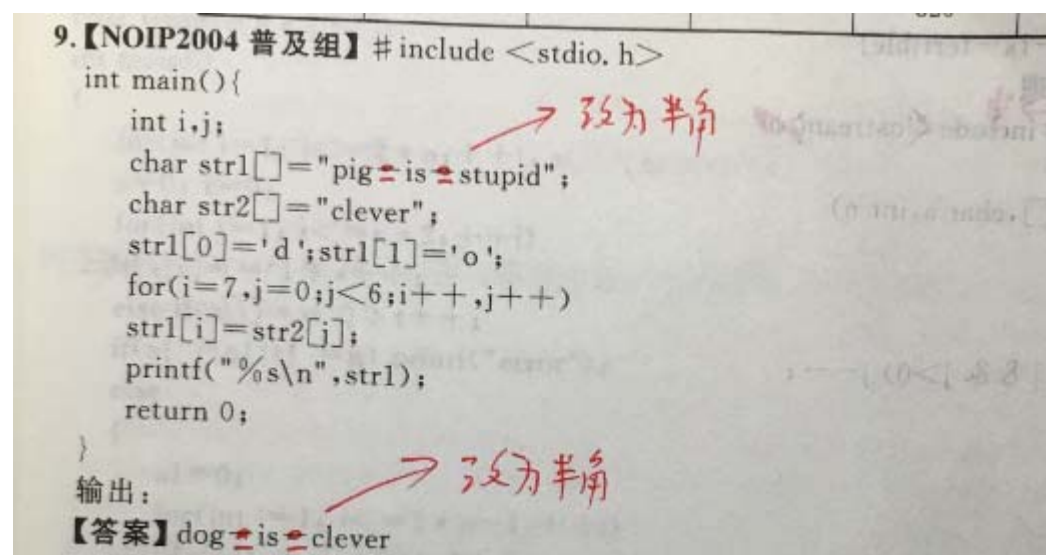 9.【NOIP2004 普及组】#include <stdio.h>
int main(){
int i,j;
改为半角
char str1[]="pig-is-stupid";
char str2[]="clever";
str1[0]='d';str1[1]='o';
for(i=7,j=0;j<6;i++,j++)
str1[i]=str2[j];
printf("%s\n",str1);
return 0;
}
改为半角
输出:
【答案】dog-is-clever